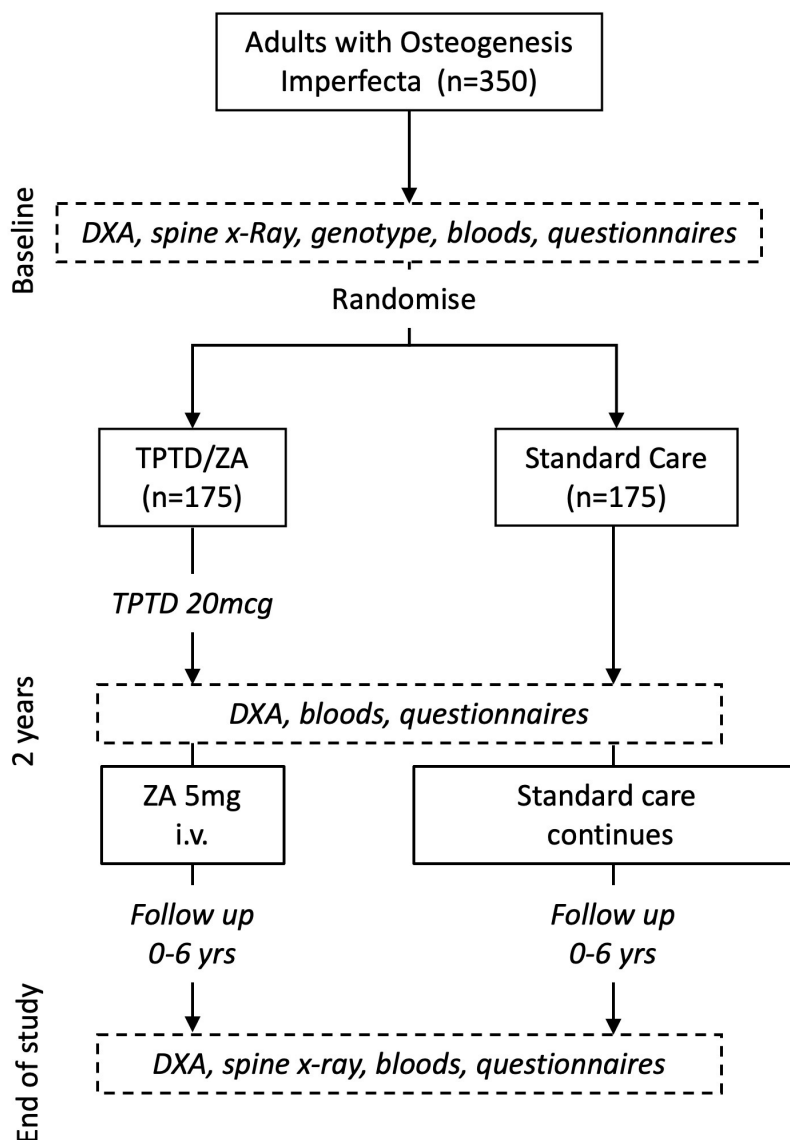 Adults with Osteogenesis
Imperfecta (n=350)
Baseline
DXA, spine x-Ray, genotype, bloods, questionnaires
Randomise
TPTD/ZA
(n=175)
Standard Care
(n=175)
TPTD 20mcg
2 years
DXA, bloods, questionnaires
ZA 5mg
i.v.
Standard care
continues
Follow up
0-6 yrs
Follow up
0-6 yrs
End of study
DXA, spine x-ray, bloods, questionnaires